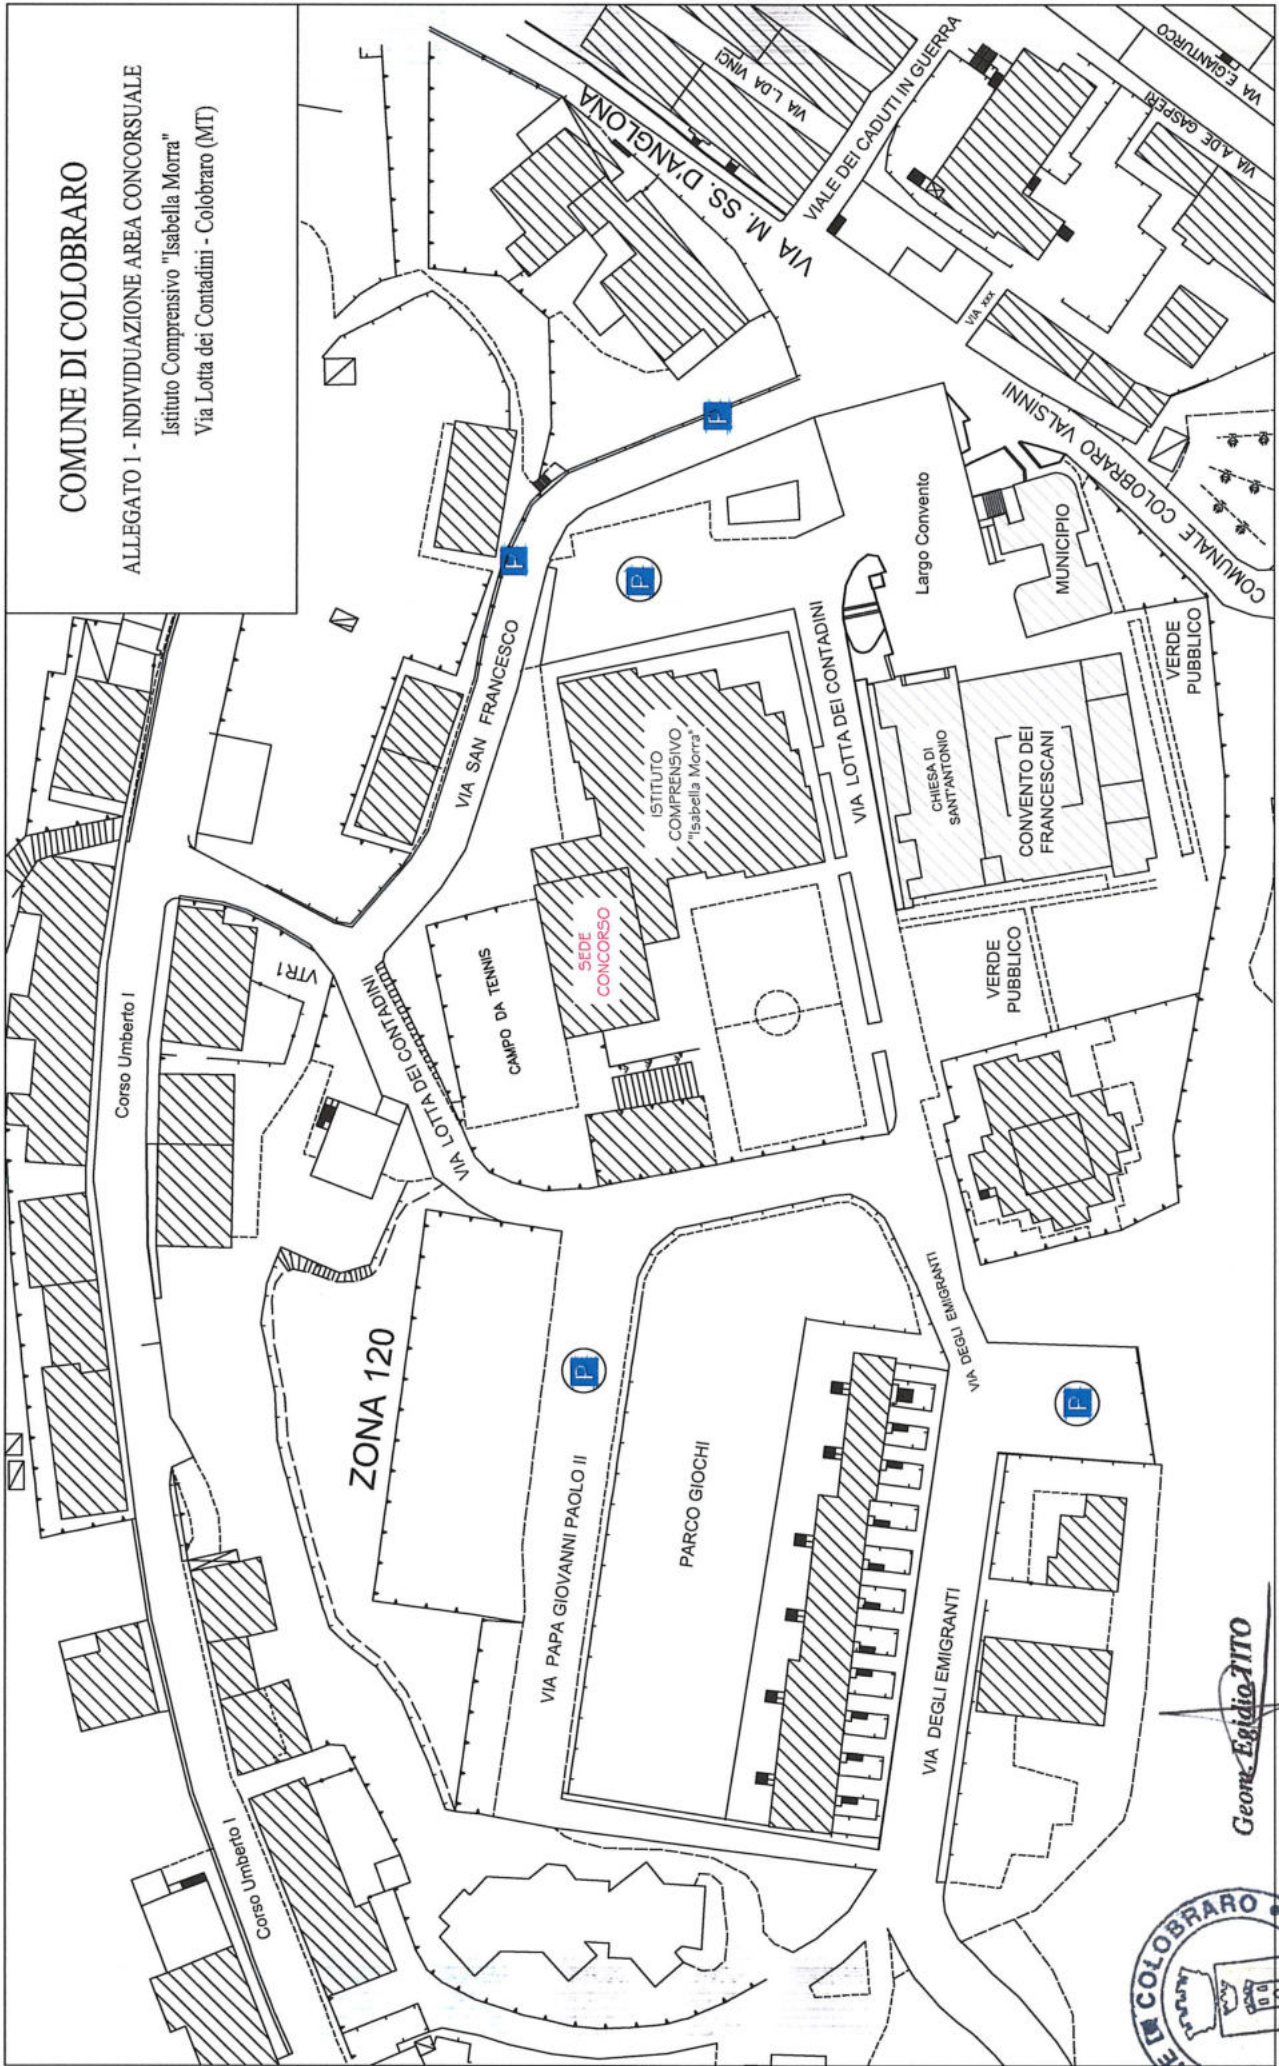 COMUNE DI COLOBRARO
ALLEGATO 1 - INDIVIDUAZIONE AREA CONCORSUALE
Istituto Comprensivo "Isabella Morra"
Via Lotta dei Contadini - Colobraro (MT)
Corso Umberto I
Corso Umberto I
VTR1
VIA SAN FRANCESCO
VIA LOTTA DEI CONTADINI
CAMPO DA TENNIS
SEDE
CONCORSO
ISTITUTO
COMPRENSIVO
"Isabella Morra"
P
P
P
P
P
VIA M. SS. D'ANGLONA
VIA L.DA VINCI
VIALE DEI CADUTI IN GUERRA
VIA E.GIANTURCO
VIA A.DE GASPERI
VIA xxx
COMUNALE COLOBRARO VALSINNI
Largo Convento
MUNICIPIO
VIA LOTTA DEI CONTADINI
CHIESA DI
SANT'ANTONIO
CONVENTO DEI
FRANCESCANI
VERDE
PUBBLICO
VERDE
PUBBLICO
ZONA 120
VIA PAPA GIOVANNI PAOLO II
PARCO GIOCHI
VIA DEGLI EMIGRANTI
VIA DEGLI EMIGRANTI
Geom. Egidio TITO
COLOBRARO